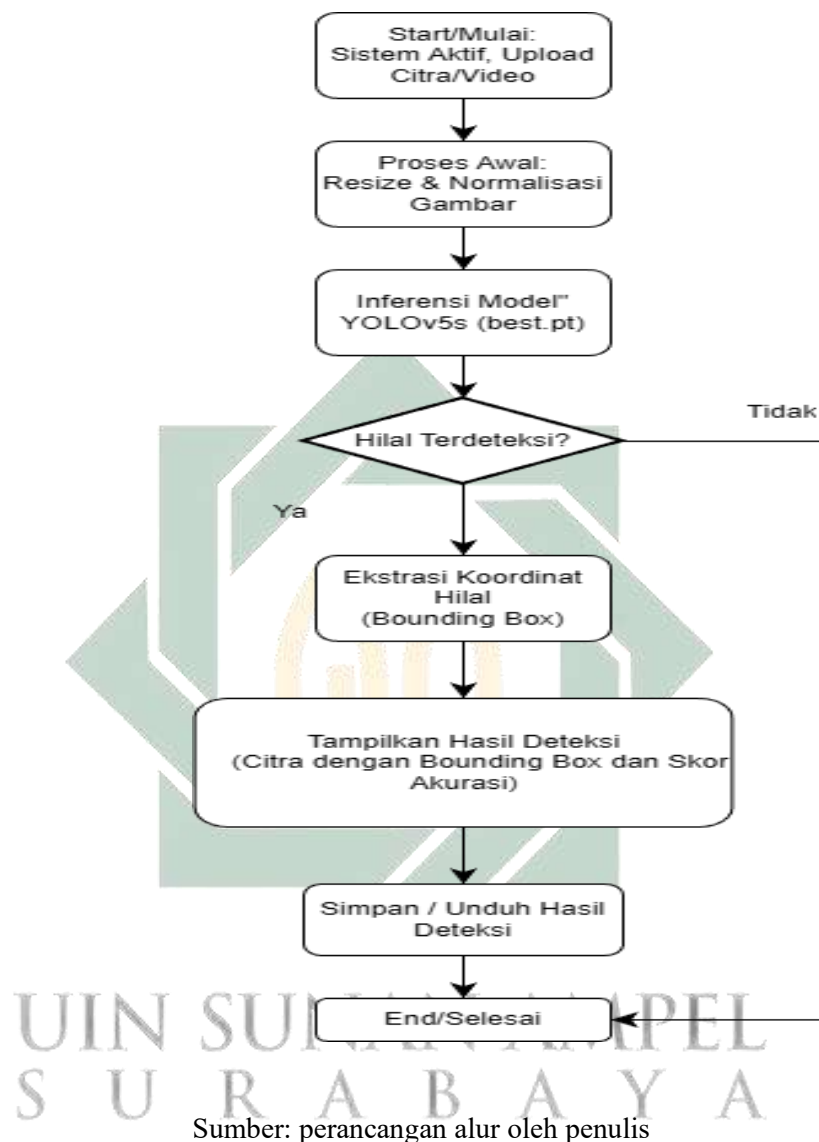 Start/Mulai:
Sistem Aktif, Upload
Citra/Video
Proses Awal:
Resize & Normalisasi
Gambar
Inferensi Model"
YOLOv5s (best.pt)
Hilal Terdeteksi?
Tidak
Ya
Ekstrasi Koordinat
Hilal
(Bounding Box)
Tampilkan Hasil Deteksi
(Citra dengan Bounding Box dan Skor
Akurasi)
Simpan / Unduh Hasil
Deteksi
End/Selesai
UIN SUNAN AMPEL
SURABAYA
Sumber: perancangan alur oleh penulis